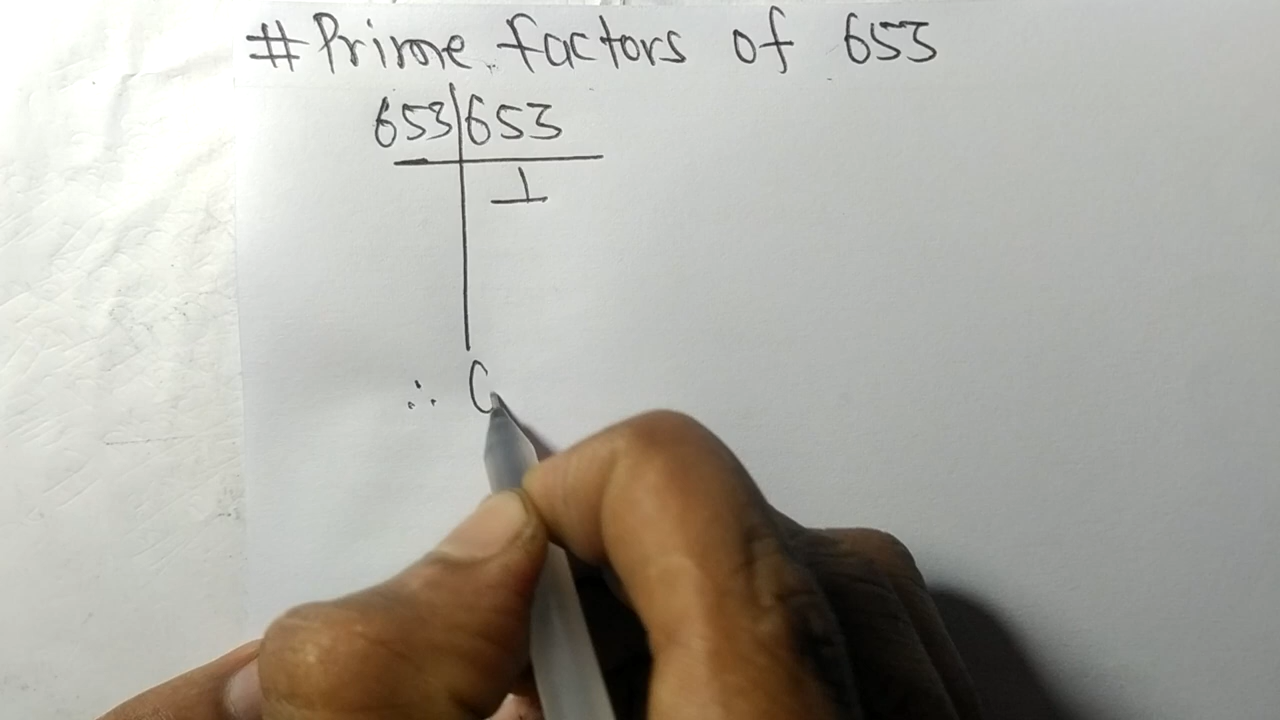 # Prime factors of 653
653 653
1
∴ (